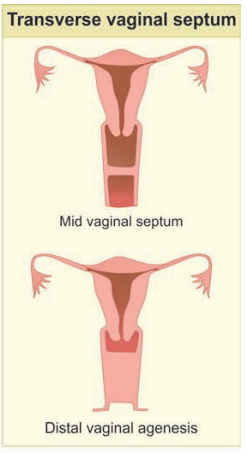 Transverse vaginal septum
Mid vaginal septum
Distal vaginal agenesis